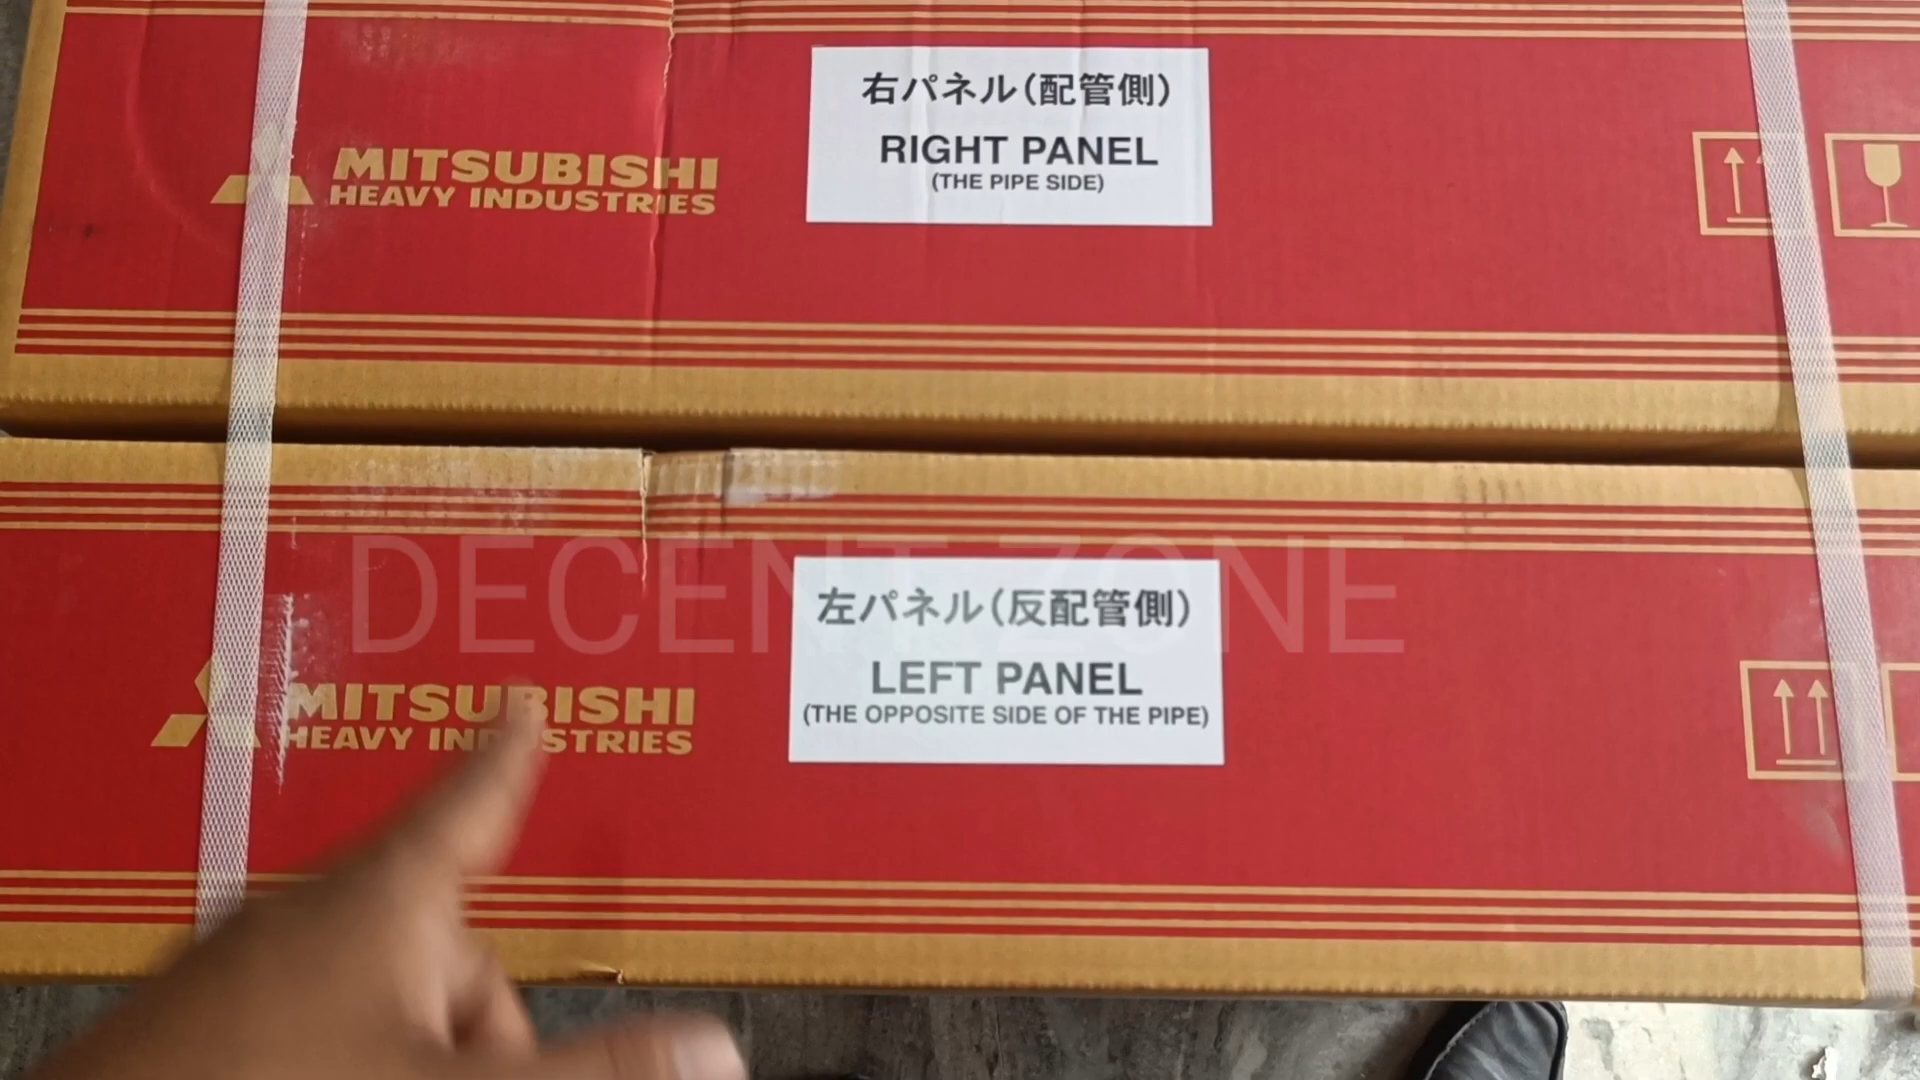 右パネル(配管側)
RIGHT PANEL
(THE PIPE SIDE)
MITSUBISHI
HEAVY INDUSTRIES
DECENT ZONE
左パネル(反配管側)
LEFT PANEL
(THE OPPOSITE SIDE OF THE PIPE)
MITSUBISHI
HEAVY INDUSTRIES